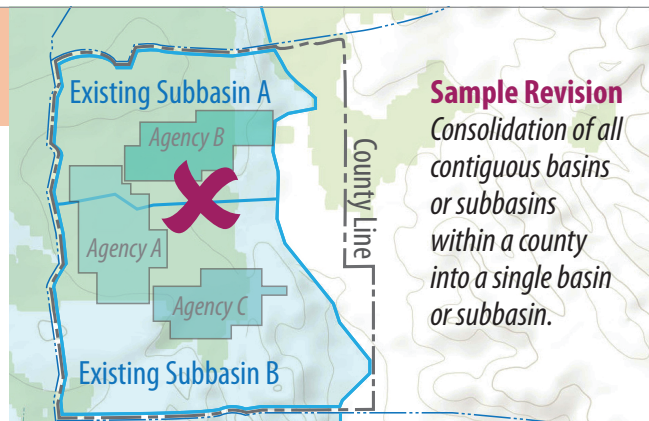 Existing Subbasin A
Agency B
County Line
Agency A
Agency C
Existing Subbasin B
Sample Revision
Consolidation of all
contiguous basins
or subbasins
within a county
into a single basin
or subbasin.